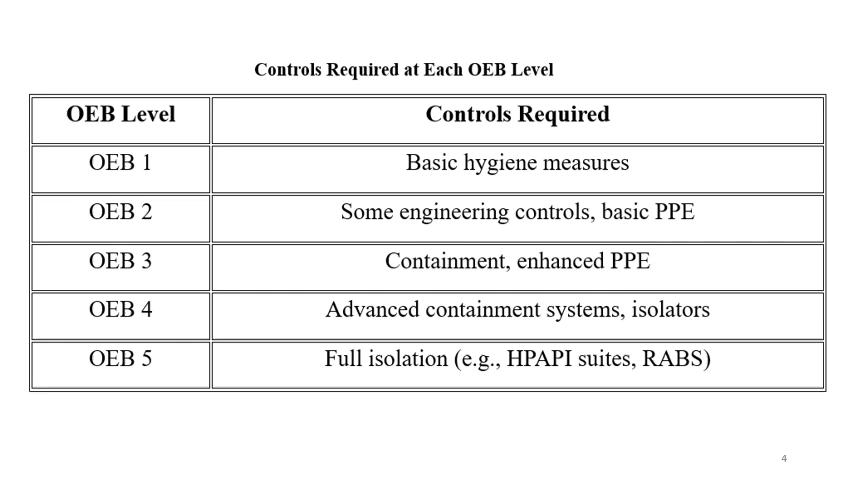 Controls Required at Each OEB Level
OEB Level Controls Required
OEB 1 Basic hygiene measures
OEB 2 Some engineering controls, basic PPE
OEB 3 Containment, enhanced PPE
OEB 4 Advanced containment systems, isolators
OEB 5 Full isolation (e.g., HPAPI suites, RABS)
4